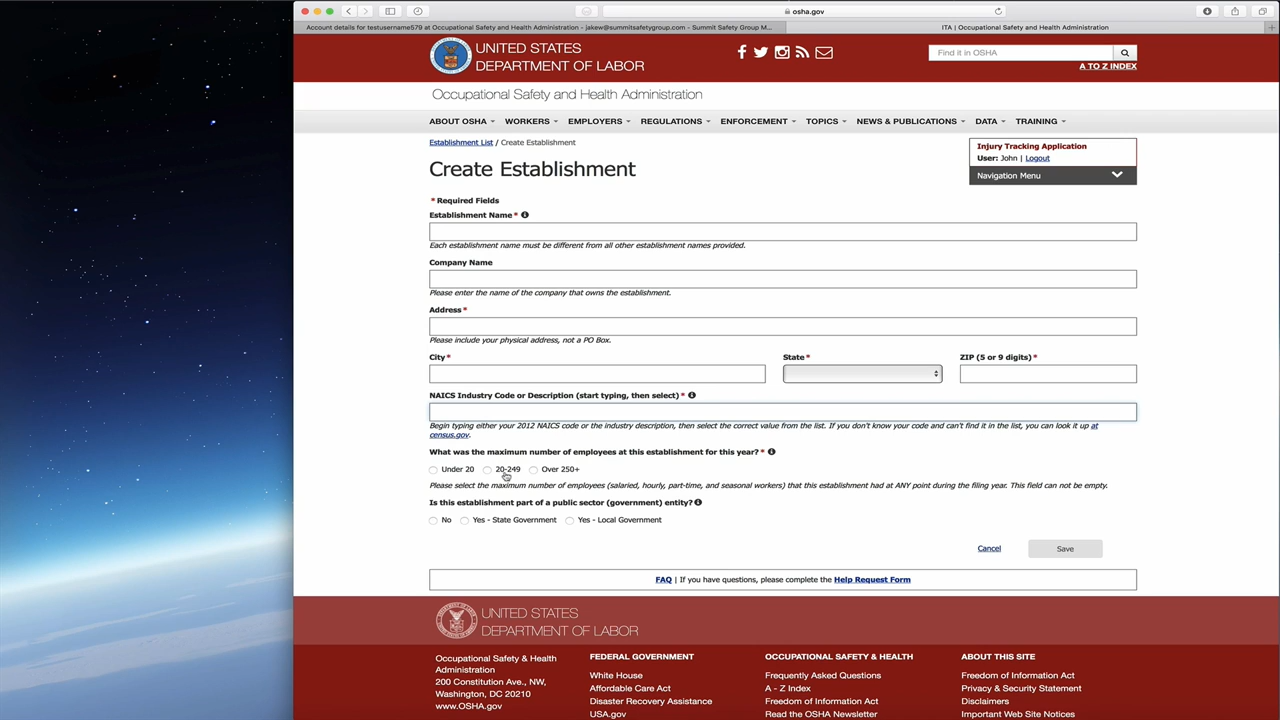 osha.gov
Account details for testusername579 at Occupational Safety and Health Administration - jakew@summitsafetygroup.com - Summit Safety Group M...
ITA | Occupational Safety and Health Administration
UNITED STATES
DEPARTMENT OF LABOR
Find it in OSHA
A TO Z INDEX
Occupational Safety and Health Administration
ABOUT OSHA WORKERS EMPLOYERS REGULATIONS ENFORCEMENT TOPICS NEWS & PUBLICATIONS DATA TRAINING
Establishment List / Create Establishment
Injury Tracking Application
User: John | Logout
Navigation Menu
Create Establishment
* Required Fields
Establishment Name *
Each establishment name must be different from all other establishment names provided.
Company Name
Please enter the name of the company that owns the establishment.
Address *
Please include your physical address, not a PO Box.
City * State * ZIP (5 or 9 digits) *
NAICS Industry Code or Description (start typing, then select) *
Begin typing either your 2012 NAICS code or the industry description, then select the correct value from the list. If you don't know your code and can't find it in the list, you can look it up at
census.gov.
What was the maximum number of employees at this establishment for this year? *
Under 20 20-249 Over 250+
Please select the maximum number of employees (salaried, hourly, part-time, and seasonal workers) that this establishment had at ANY point during the filing year. This field can not be empty.
Is this establishment part of a public sector (government) entity?
No Yes - State Government Yes - Local Government
Cancel Save
FAQ | If you have questions, please complete the Help Request Form
UNITED STATES
DEPARTMENT OF LABOR
Occupational Safety & Health
Administration
200 Constitution Ave., NW,
Washington, DC 20210
www.OSHA.gov
FEDERAL GOVERNMENT
White House
Affordable Care Act
Disaster Recovery Assistance
USA.gov
OCCUPATIONAL SAFETY & HEALTH
Frequently Asked Questions
A - Z Index
Freedom of Information Act
Read the OSHA Newsletter
ABOUT THIS SITE
Freedom of Information Act
Privacy & Security Statement
Disclaimers
Important Web Site Notices